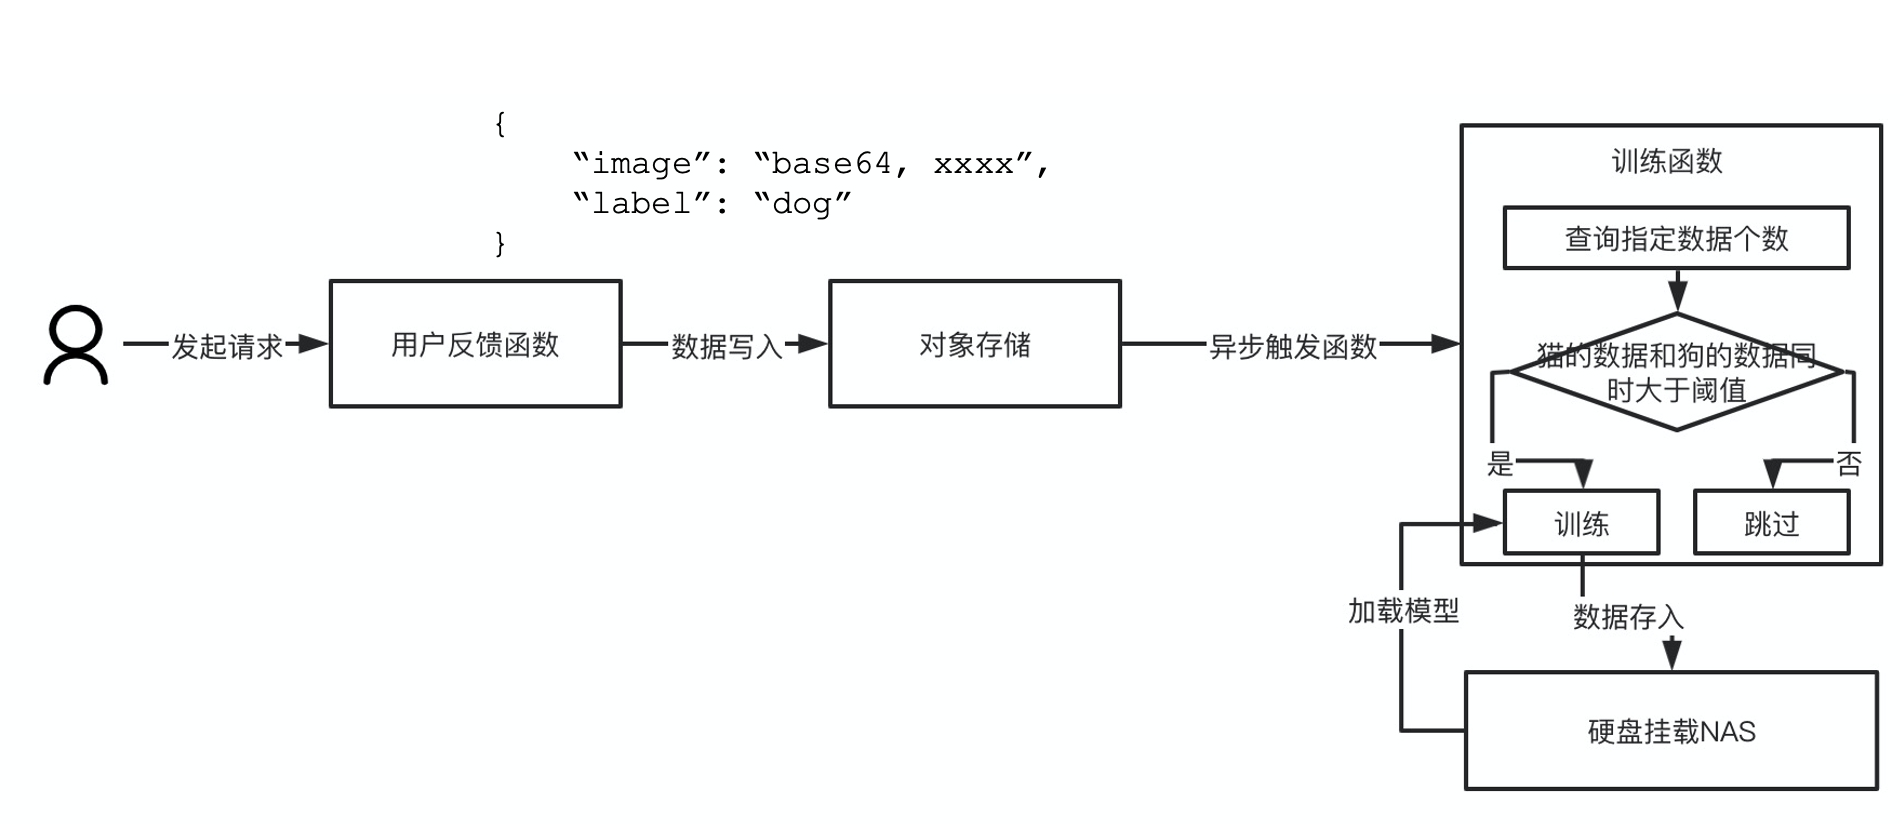 {
“image”: “base64, xxxx”,
“label”: “dog”
}
发起请求
用户反馈函数
数据写入
对象存储
异步触发函数
训练函数
查询指定数据个数
猫的数据和狗的数据同
时大于阈值
是
否
训练
跳过
加载模型
数据存入
硬盘挂载NAS